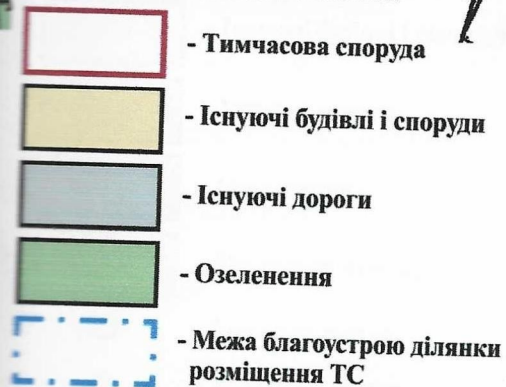 - Тимчасова споруда
- Існуючі будівлі і споруди
- Існуючі дороги
- Озеленення
- Межа благоустрою ділянки
розміщення ТС